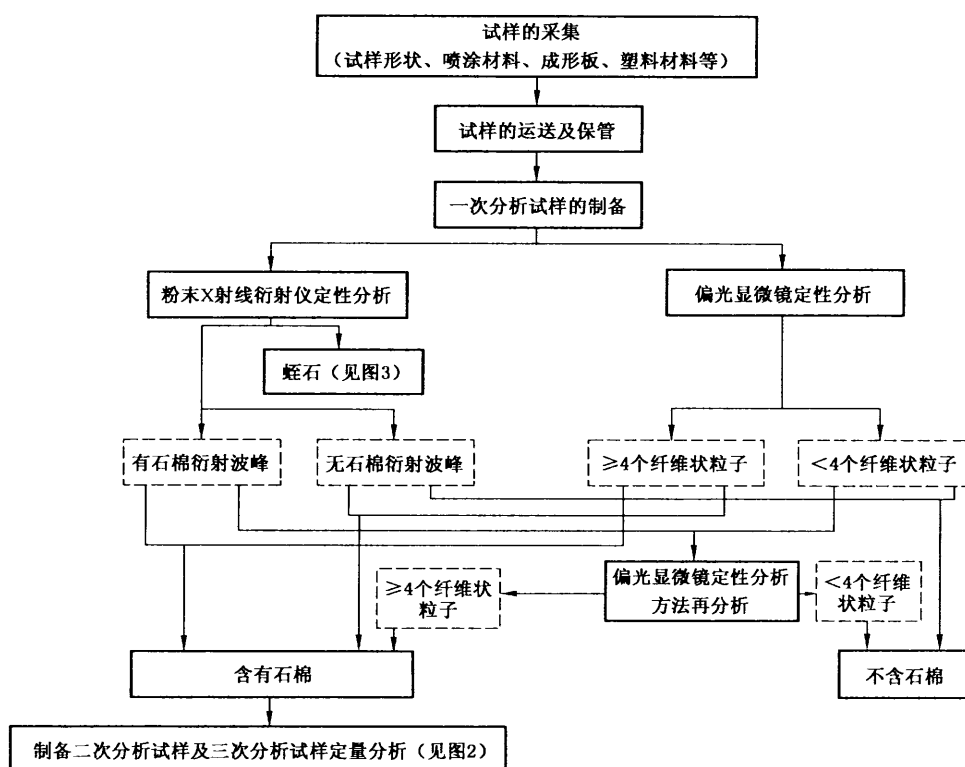 试样的采集
（试样形状、喷涂材料、成形板、塑料材料等）
试样的运送及保管
一次分析试样的制备
粉末X射线衍射仪定性分析
偏光显微镜定性分析
蛭石（见图3）
有石棉衍射波峰
无石棉衍射波峰
≥4个纤维状粒子
＜4个纤维状粒子
偏光显微镜定性分析
方法再分析
≥4个纤维状
粒子
＜4个纤维
状粒子
含有石棉
不含石棉
制备二次分析试样及三次分析试样定量分析（见图2）